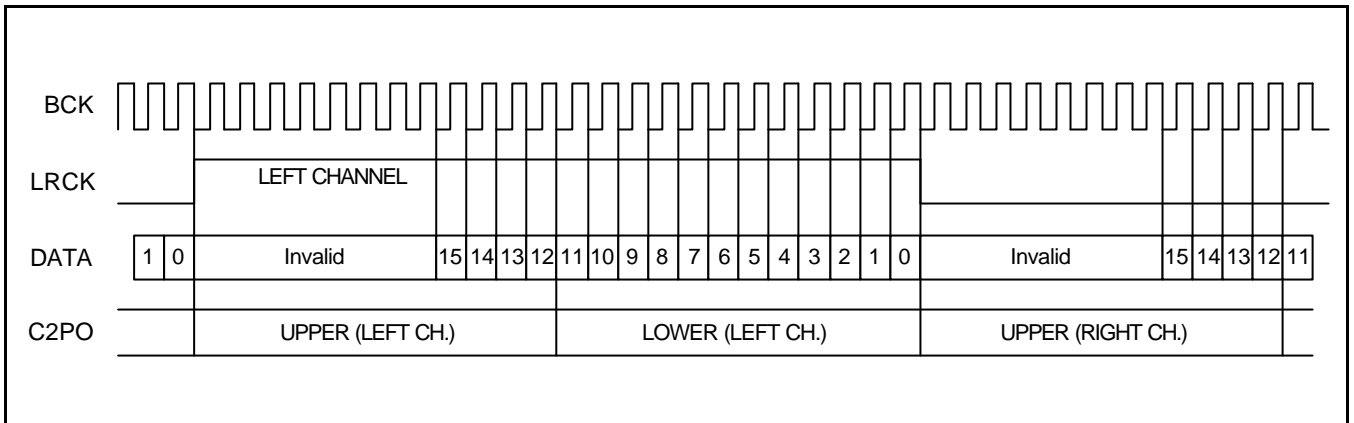 BCK
LRCK LEFT CHANNEL
DATA 1 0 Invalid 15 14 13 12 11 10 9 8 7 6 5 4 3 2 1 0 Invalid 15 14 13 12 11
C2PO UPPER (LEFT CH.) LOWER (LEFT CH.) UPPER (RIGHT CH.)